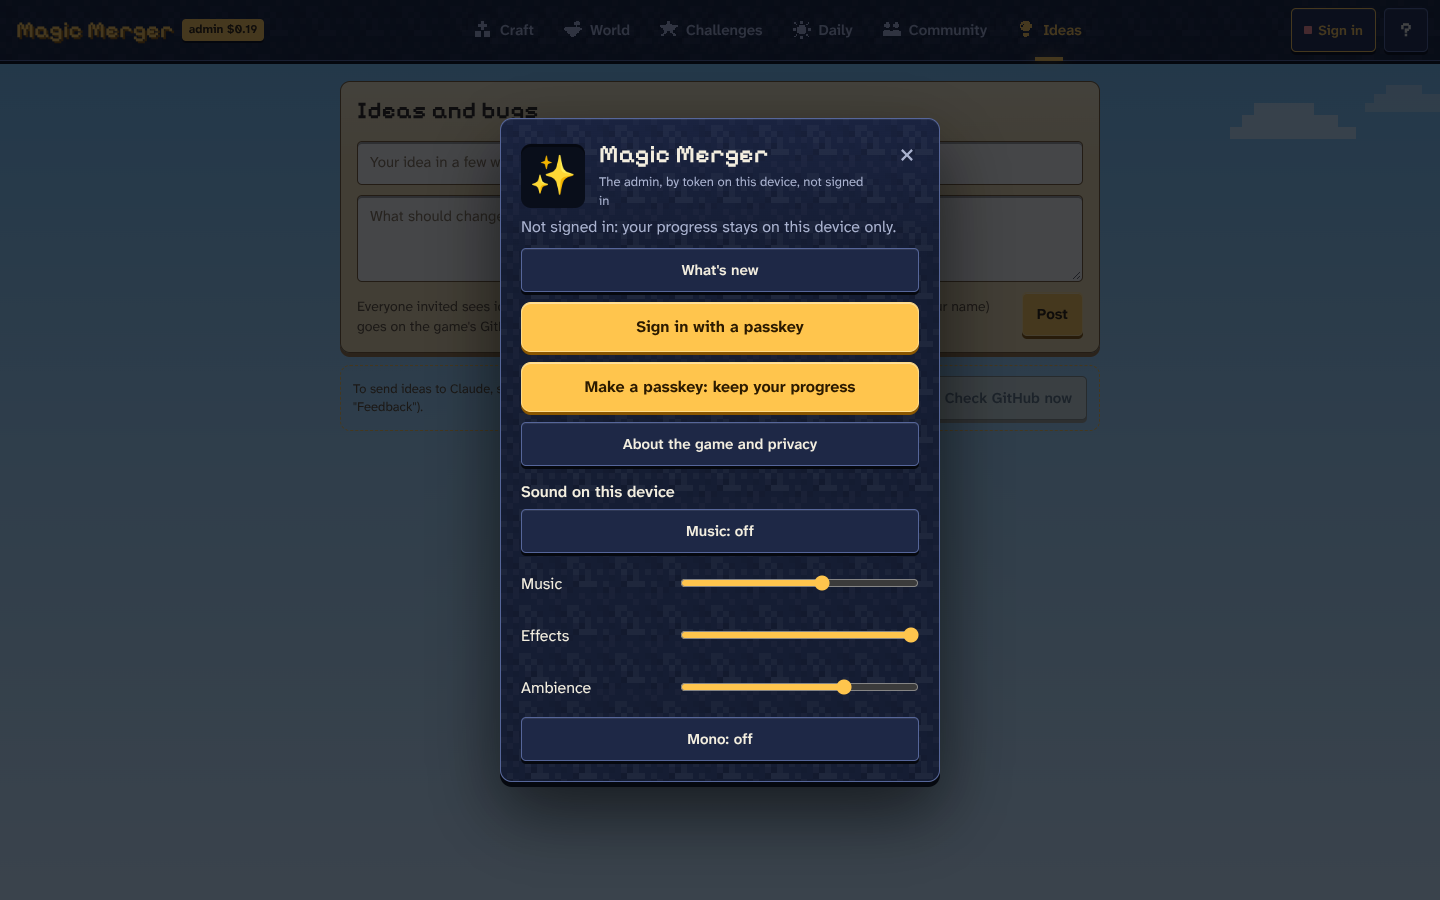 Magic Merger
admin $0.19
Craft
World
Challenges
Daily
Community
Ideas
Sign in
?
Ideas and bugs
Your idea in a few w
What should change
Everyone invited sees i
goes on the game's Git
r name)
Post
To send ideas to Claude,
"Feedback").
Check GitHub now
Magic Merger
×
The admin, by token on this device, not signed
in
Not signed in: your progress stays on this device only.
What's new
Sign in with a passkey
Make a passkey: keep your progress
About the game and privacy
Sound on this device
Music: off
Music
Effects
Ambience
Mono: off